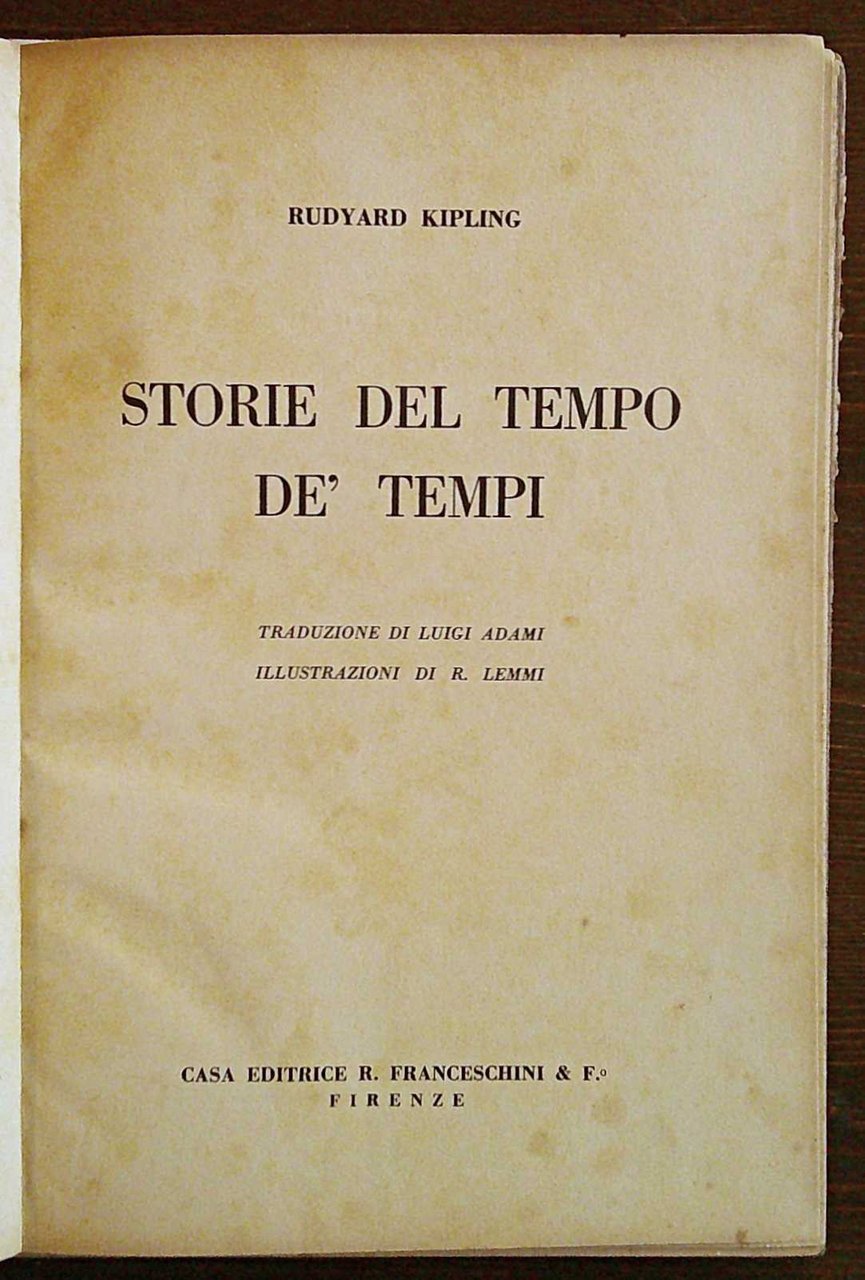 RUDYARD KIPLING
STORIE DEL TEMPO
DE’ TEMPI
TRADUZIONE DI LUIGI ADAMI
ILLUSTRAZIONI DI R. LEMMI
CASA EDITRICE R. FRANCESCHINI & F.º
FIRENZE